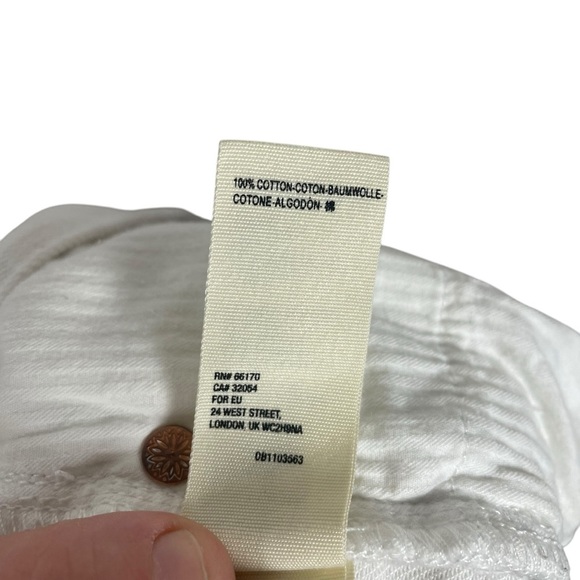 100% COTTON-COTON-BAUMWOLLE-
COTONE-ALGODÓN-棉
RN# 66170
CA# 32054
FOR EU
24 WEST STREET,
LONDON, UK WC2H9NA
DB1103563